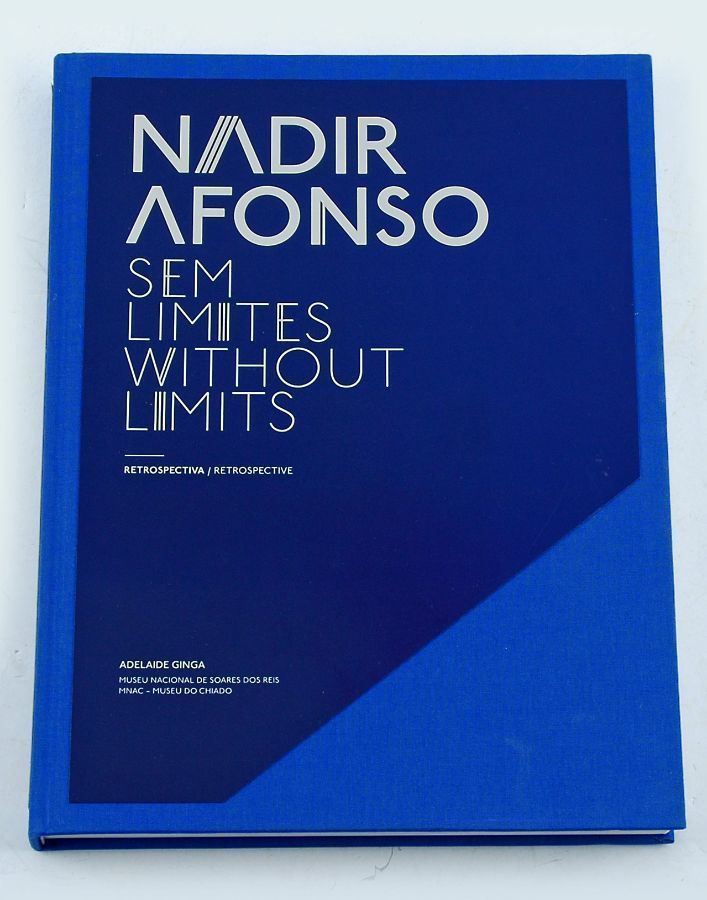 NADIR
AFONSO
SEM
LIMITES
WITHOUT
LIMITS
RETROSPECTIVA / RETROSPECTIVE
ADELAIDE GINGA
MUSEU NACIONAL DE SOARES DOS REIS
MNAC – MUSEU DO CHIADO